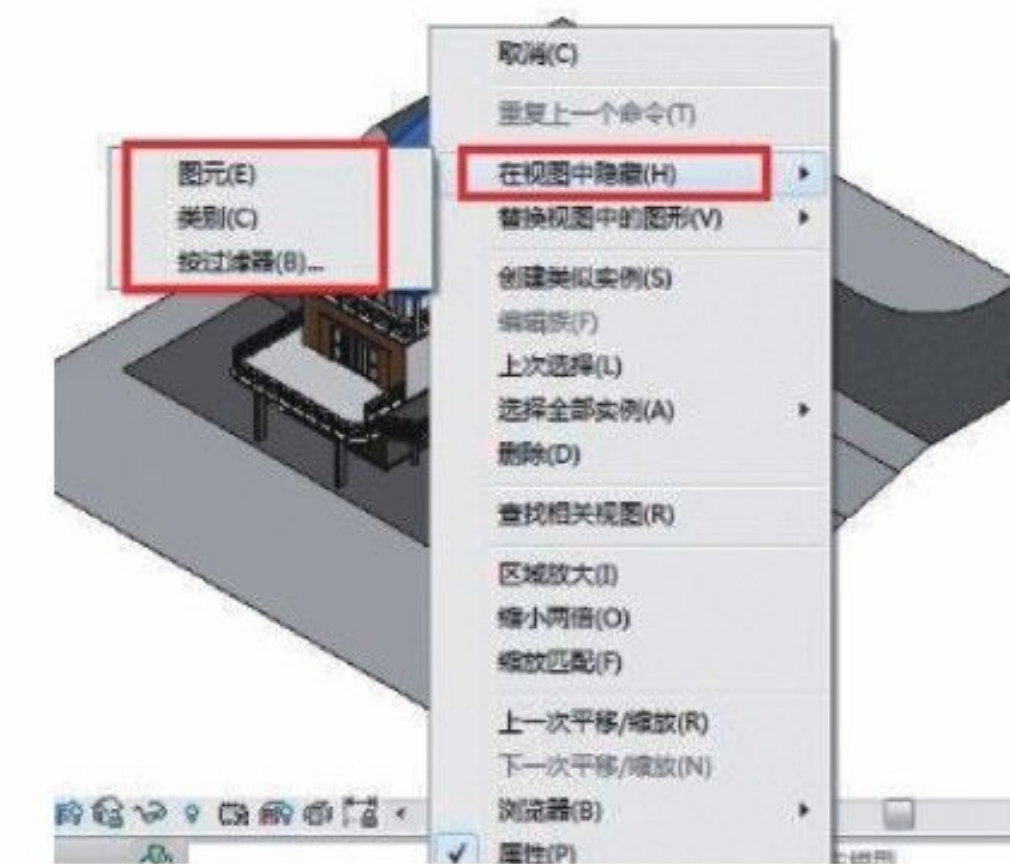 取消(C)
重复上一个命令(T)
图元(E)
类别(C)
按过滤器(B)...
在视图中隐藏(H)
替换视图中的图形(V)
创建类似实例(S)
编辑族(F)
上次选择(L)
选择全部实例(A)
删除(D)
查找相关视图(R)
区域放大(I)
缩小两倍(O)
缩放匹配(F)
上一次平移/缩放(R)
下一次平移/缩放(N)
浏览器(B)
属性(P)